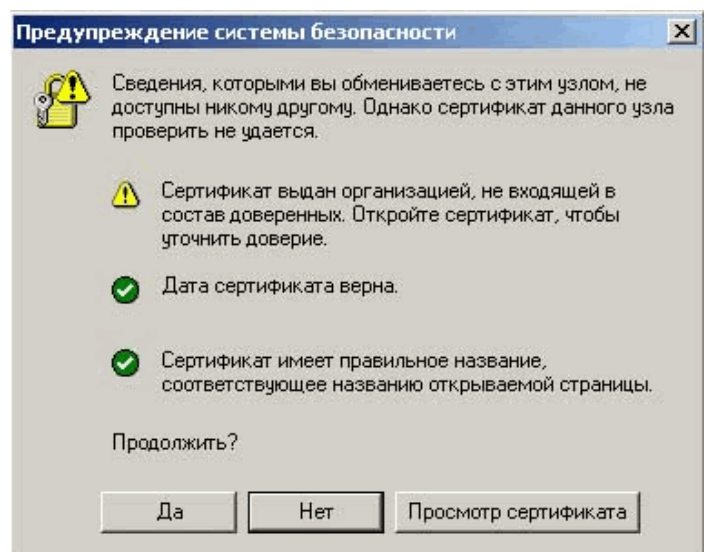 Предупреждение системы безопасности
Сведения, которыми вы обмениваетесь с этим узлом, не
доступны никому другому. Однако сертификат данного узла
проверить не удается.
Сертификат выдан организацией, не входящей в
состав доверенных. Откройте сертификат, чтобы
уточнить доверие.
Дата сертификата верна.
Сертификат имеет правильное название,
соответствующее названию открываемой страницы.
Продолжить?
Да Нет Просмотр сертификата